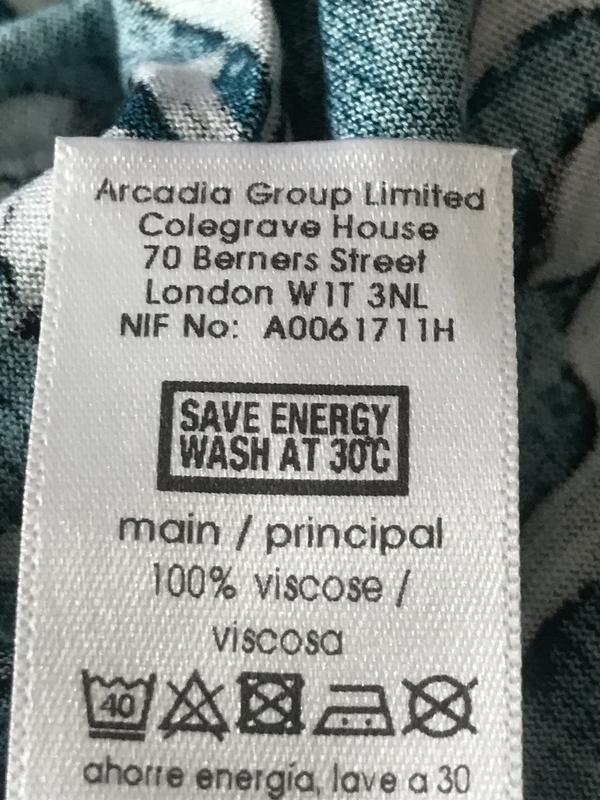 Arcadia Group Limited
Colegrave House
70 Berners Street
London W1T 3NL
NIF No: A0061711H
SAVE ENERGY
WASH AT 30°C
main / principal
100% viscose /
viscosa
40
ahorre energía, lave a 30